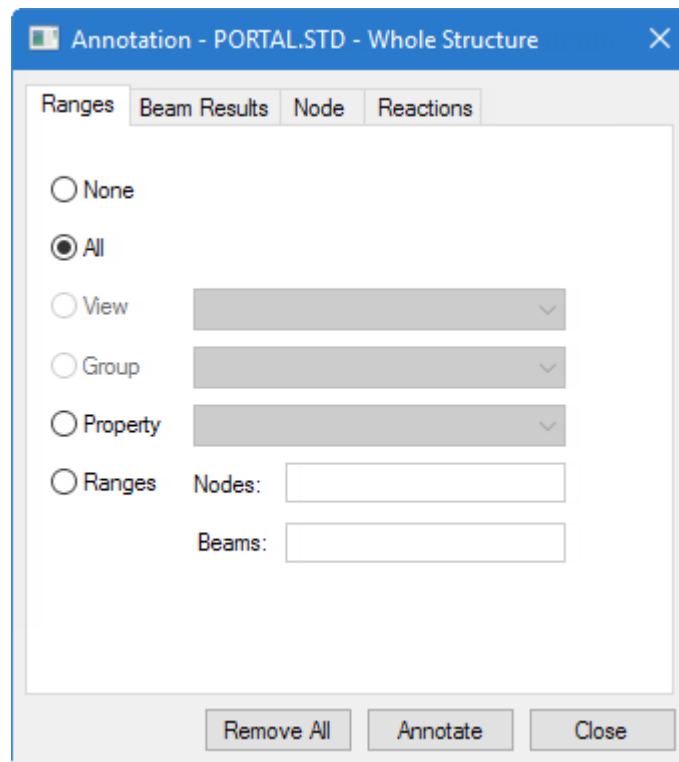 Annotation - PORTAL.STD - Whole Structure
Ranges Beam Results Node Reactions
None
All
View
Group
Property
Ranges Nodes:
Beams:
Remove All Annotate Close